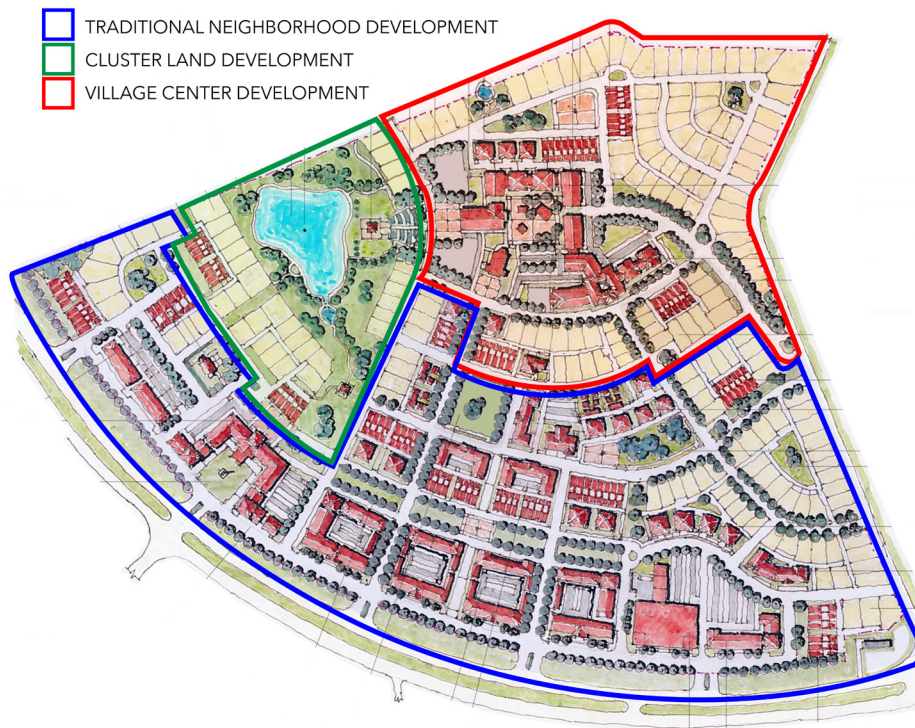 TRADITIONAL NEIGHBORHOOD DEVELOPMENT
CLUSTER LAND DEVELOPMENT
VILLAGE CENTER DEVELOPMENT